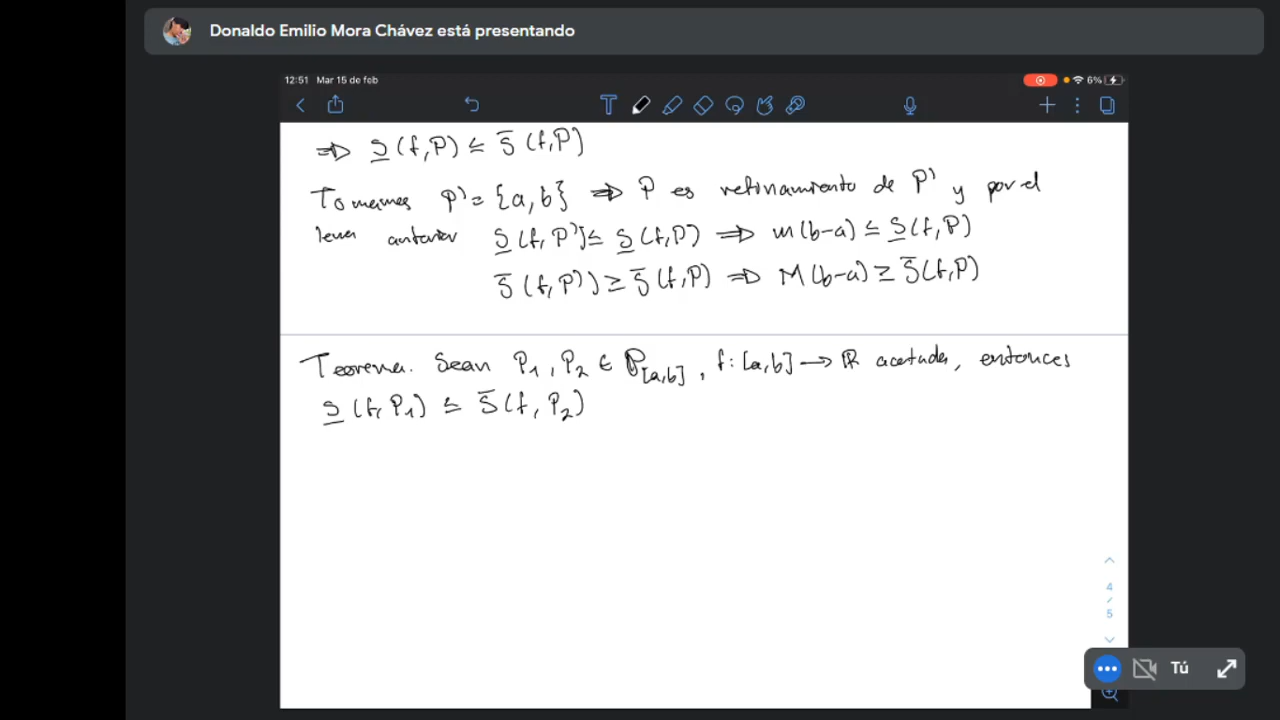 Donaldo Emilio Mora Chávez está presentando
12:51 Mar 15 de feb
6%
⇒ S̲(f,P) ≤ S̅(f,P)
Tomemos P' = {a,b} ⇒ P es refinamiento de P' y por el
lema anterior S̲(f,P') ≤ S̲(f,P) ⇒ m(b-a) ≤ S̲(f,P)
S̅(f,P') ≥ S̅(f,P) ⇒ M(b-a) ≥ S̅(f,P)
Teorema. Sean P₁, P₂ ∈ ℙ[a,b], f: [a,b] → ℝ acotada, entonces
S̲(f,P₁) ≤ S̅(f,P₂)
4
/
5
Tú